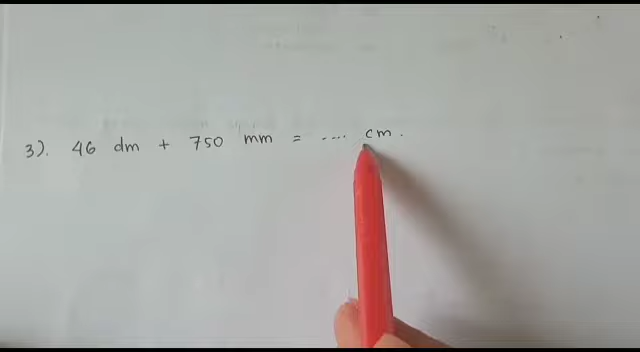 3). 46 dm + 750 mm = .... cm.